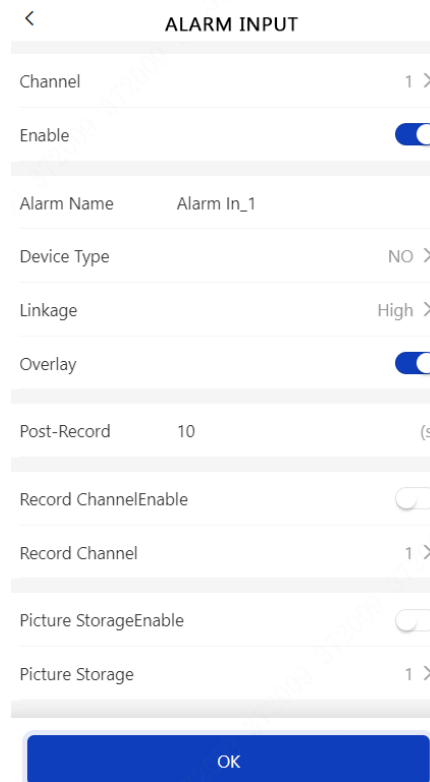 ALARM INPUT
Channel 1
Enable
Alarm Name Alarm In_1
Device Type NO
Linkage High
Overlay
Post-Record 10 (s
Record ChannelEnable
Record Channel 1
Picture StorageEnable
Picture Storage 1
OK